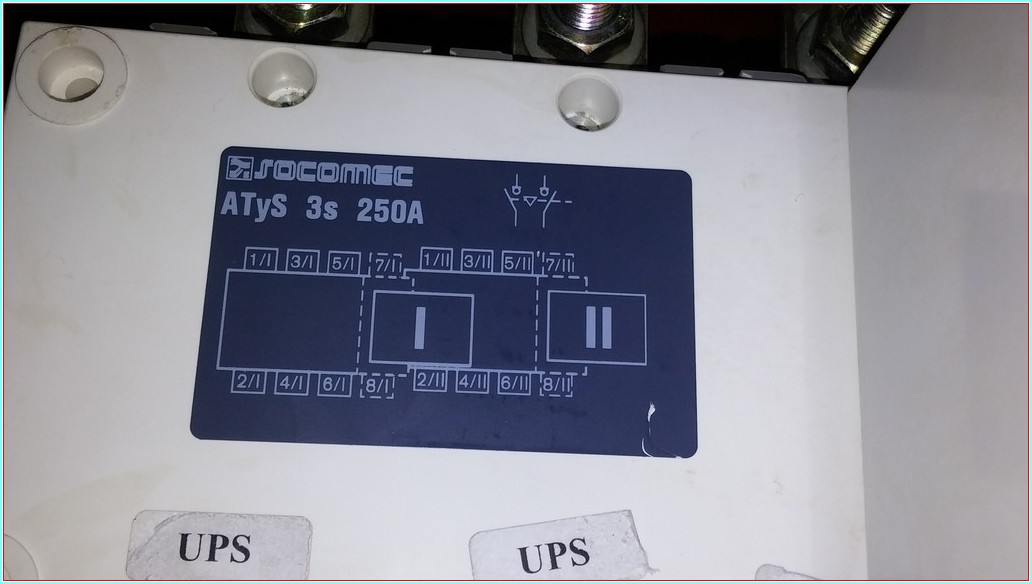 SOCOMEC
ATyS 3s 250A
1/I 3/I 5/I 7/I 1/II 3/II 5/II 7/II
I II
2/I 4/I 6/I 8/I 2/II 4/II 6/II 8/II
UPS UPS